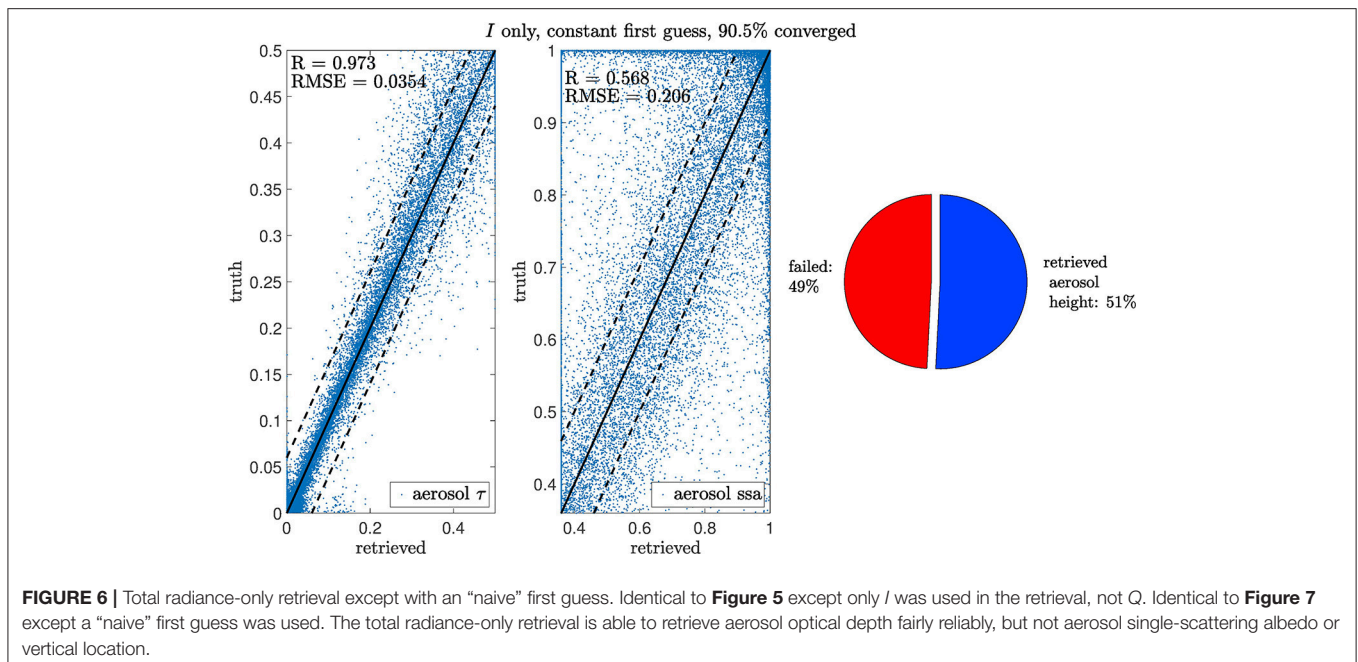 I only, constant first guess, 90.5% converged
R = 0.973
RMSE = 0.0354
0.5
0.45
0.4
0.35
0.3
0.25
0.2
0.15
0.1
0.05
0
truth
0 0.2 0.4
retrieved
aerosol τ
R = 0.568
RMSE = 0.206
1
0.9
0.8
0.7
0.6
0.5
0.4
truth
0.4 0.6 0.8 1
retrieved
aerosol ssa
failed:
49%
retrieved
aerosol
height: 51%
FIGURE 6 | Total radiance-only retrieval except with an “naive” first guess. Identical to Figure 5 except only I was used in the retrieval, not Q. Identical to Figure 7
except a “naive” first guess was used. The total radiance-only retrieval is able to retrieve aerosol optical depth fairly reliably, but not aerosol single-scattering albedo or
vertical location.